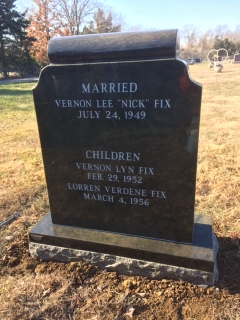 MARRIED
VERNON LEE "NICK" FIX
JULY 24, 1949
CHILDREN
VERNON LYN FIX
FEB. 29, 1952
LORREN VERDENE FIX
MARCH 4, 1956